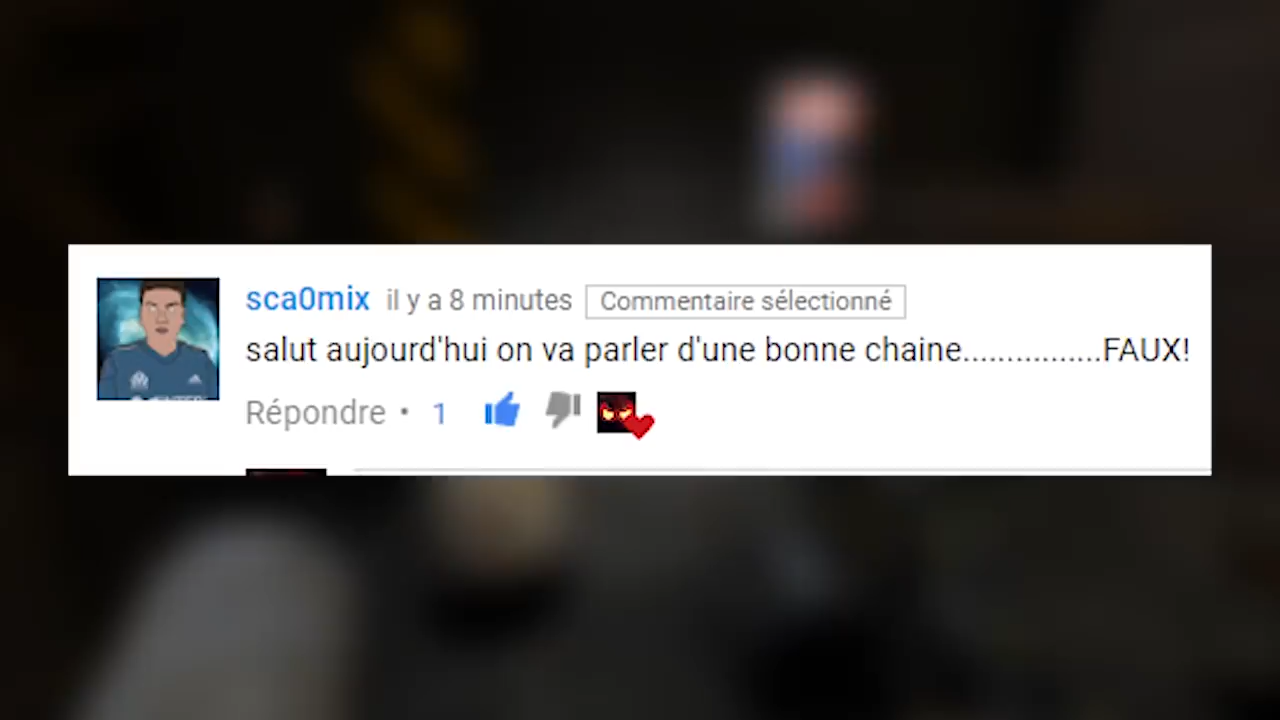 sca0mix il y a 8 minutes Commentaire sélectionné
salut aujourd'hui on va parler d'une bonne chaine................FAUX!
Répondre • 1